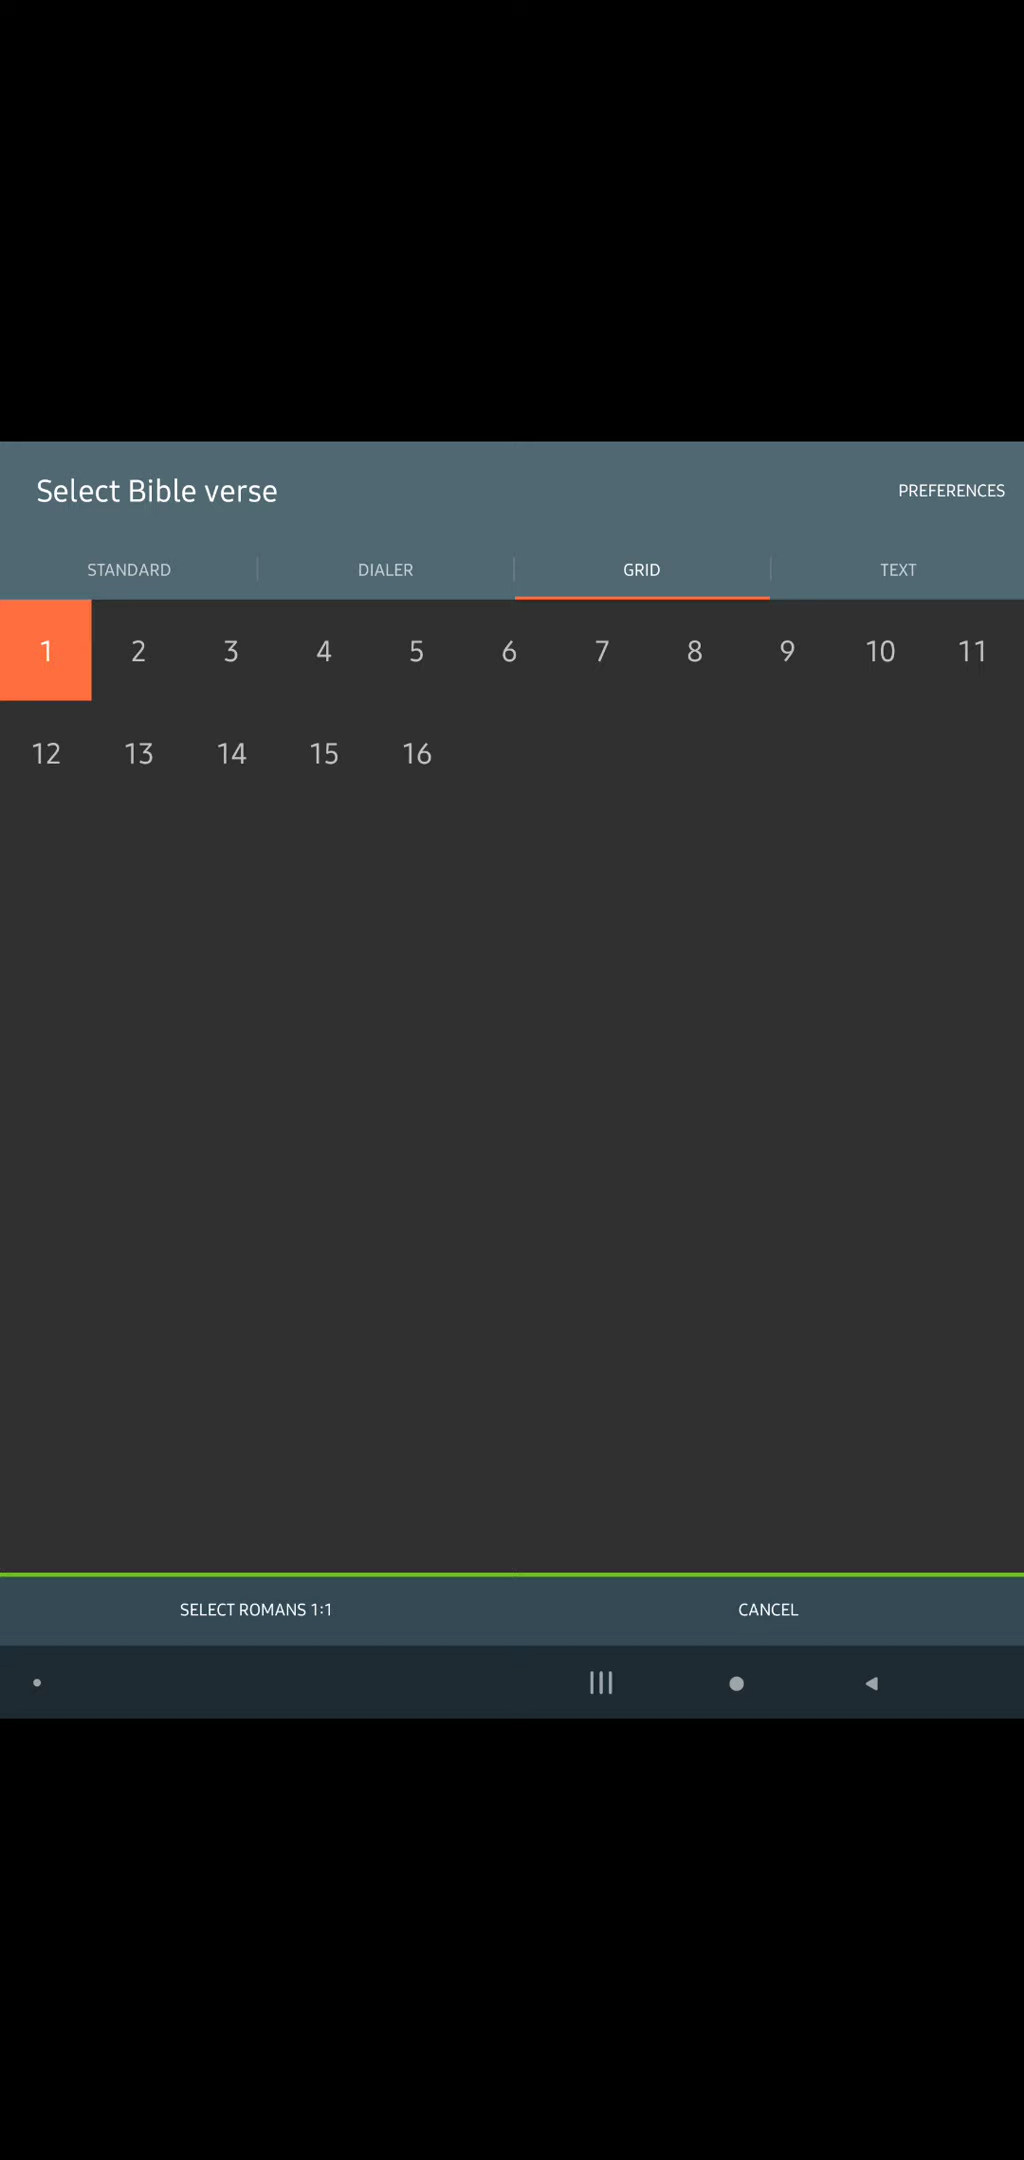 Select Bible verse
PREFERENCES
STANDARD DIALER GRID TEXT
1 2 3 4 5 6 7 8 9 10 11
12 13 14 15 16
SELECT ROMANS 1:1 CANCEL